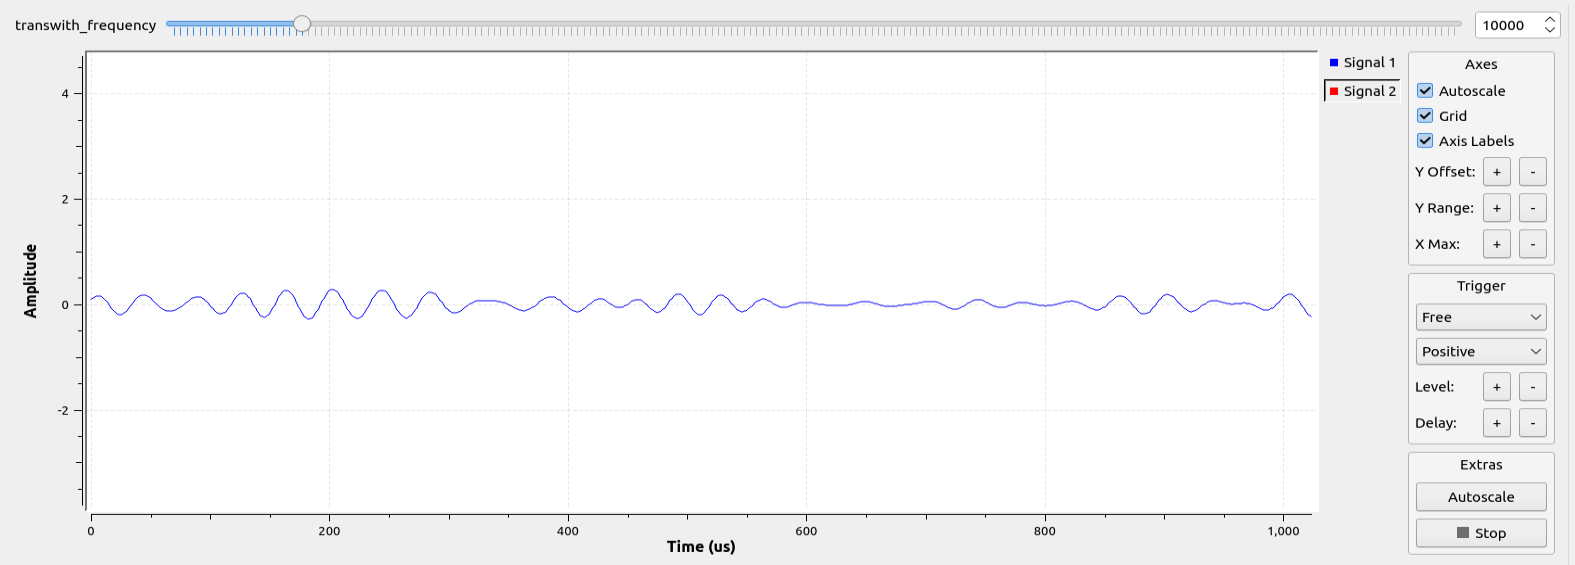 transwith_frequency
10000
Signal 1
Signal 2
Amplitude
4
2
0
-2
0
200
400
600
800
1,000
Time (us)
Axes
Autoscale
Grid
Axis Labels
Y Offset: + -
Y Range: + -
X Max: + -
Trigger
Free
Positive
Level: + -
Delay: + -
Extras
Autoscale
Stop